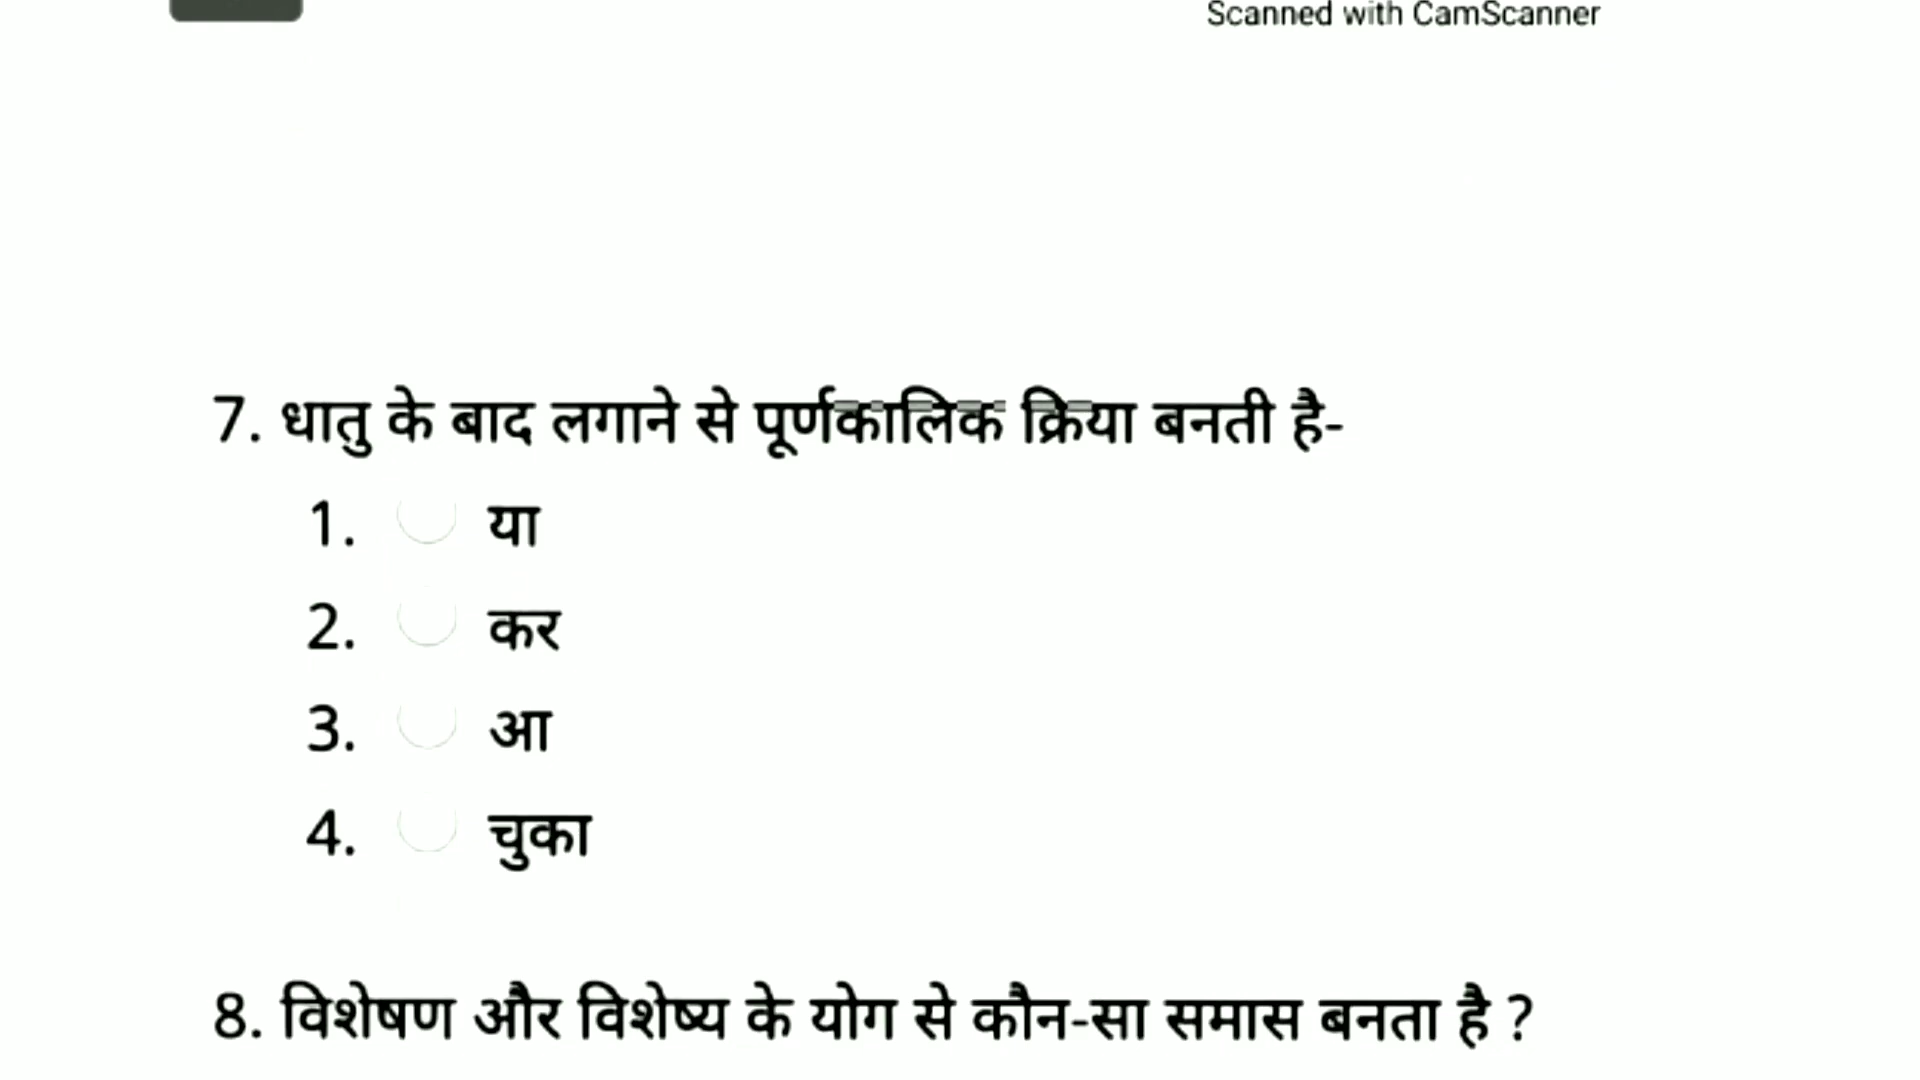 Scanned with CamScanner
7. धातु के बाद लगाने से पूर्णकालिक क्रिया बनती है-
1. या
2. कर
3. आ
4. चुका
8. विशेषण और विशेष्य के योग से कौन-सा समास बनता है ?